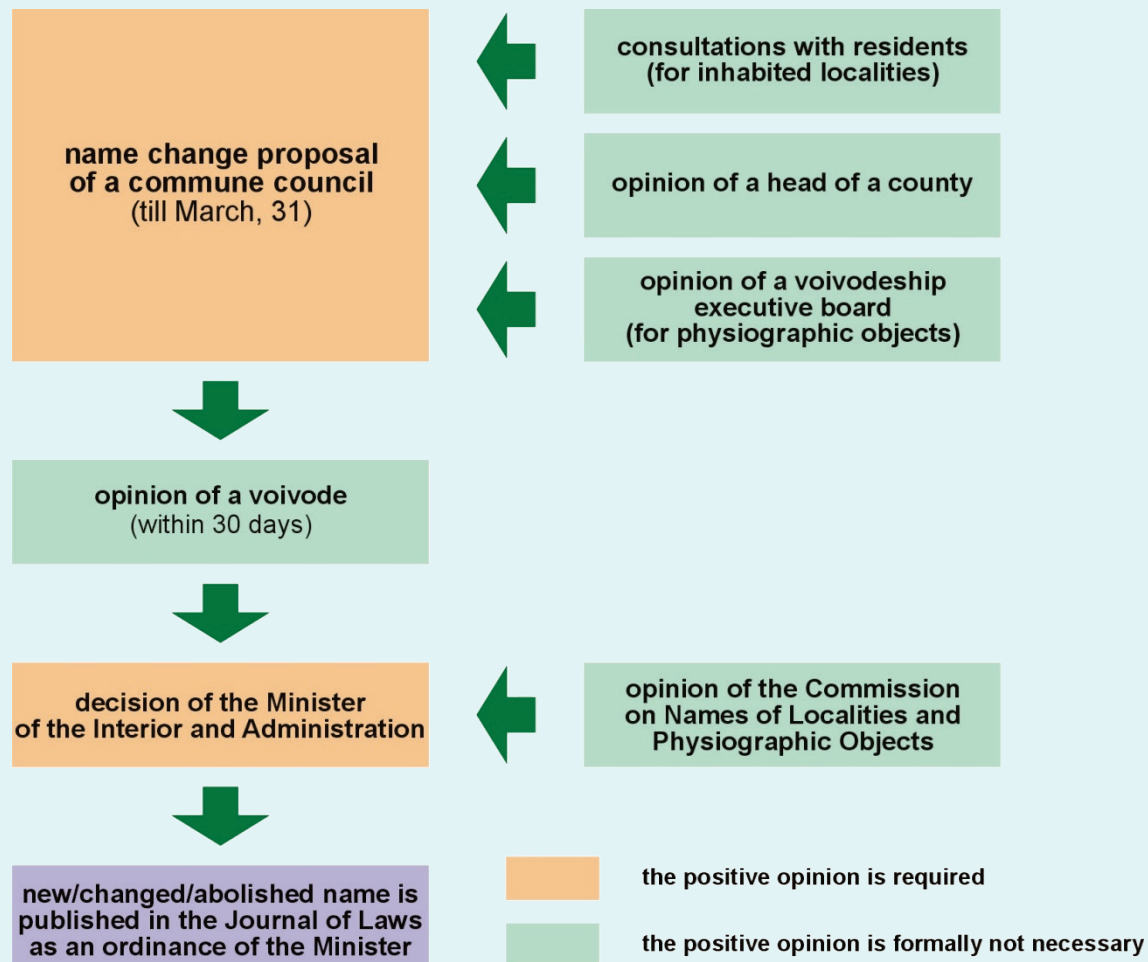 name change proposal
of a commune council
(till March, 31)
consultations with residents
(for inhabited localities)
opinion of a head of a county
opinion of a voivodeship
executive board
(for physiographic objects)
opinion of a voivode
(within 30 days)
decision of the Minister
of the Interior and Administration
opinion of the Commission
on Names of Localities and
Physiographic Objects
new/changed/abolished name is
published in the Journal of Laws
as an ordinance of the Minister
the positive opinion is required
the positive opinion is formally not necessary